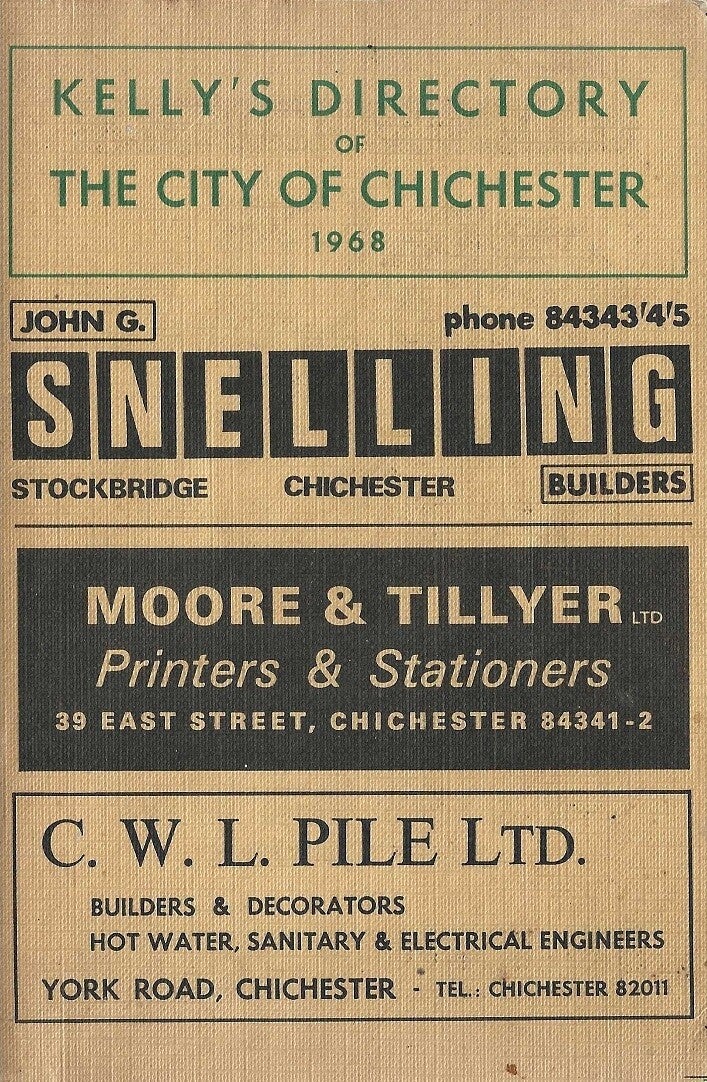 KELLY'S DIRECTORY
OF
THE CITY OF CHICHESTER
1968
JOHN G. phone 84343'4'5
SNELLING
STOCKBRIDGE CHICHESTER BUILDERS
MOORE & TILLYER LTD
Printers & Stationers
39 EAST STREET, CHICHESTER 84341-2
C. W. L. PILE LTD.
BUILDERS & DECORATORS
HOT WATER, SANITARY & ELECTRICAL ENGINEERS
YORK ROAD, CHICHESTER - TEL.: CHICHESTER 82011